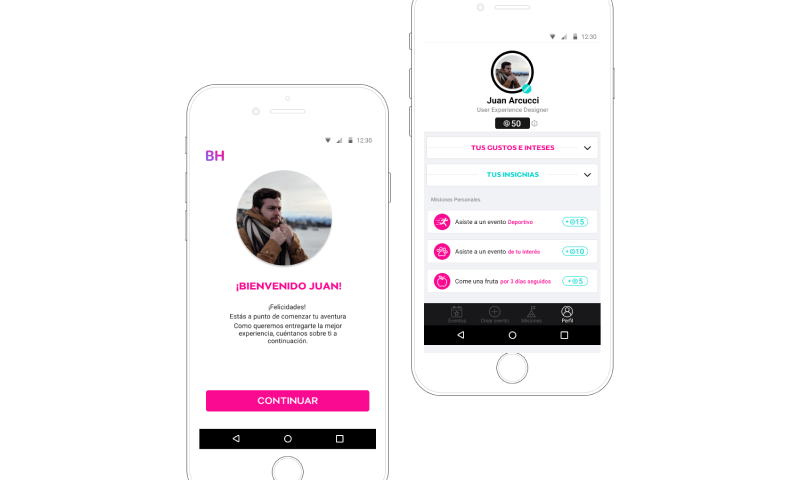 12:30
BH
¡BIENVENIDO JUAN!
¡Felicidades!
Estás a punto de comenzar tu aventura
Como queremos entregarte la mejor
experiencia, cuéntanos sobre ti a
continuación.
CONTINUAR
12:30
Juan Arcucci
User Experience Designer
50
TUS GUSTOS E INTESES
TUS INSIGNIAS
Misiones Personales
Asiste a un evento Deportivo
+ 15
Asiste a un evento de tu interés
+ 10
Come una fruta por 3 días seguidos
+ 5
Eventos Crear evento Misiones Perfil